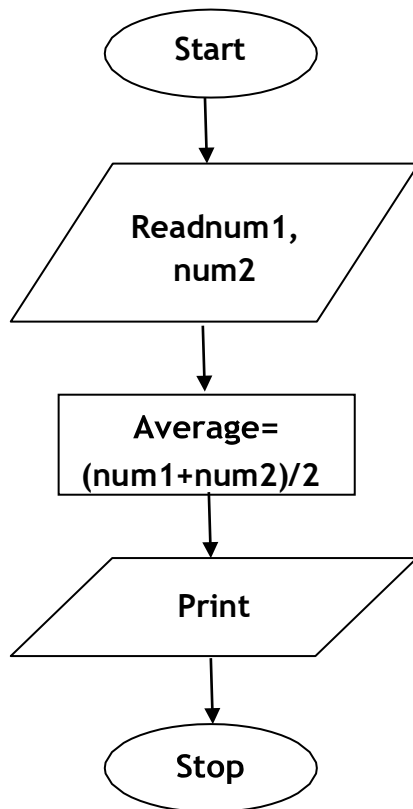 Start
Readnum1,
num2
Average=
(num1+num2)/2
Print
Stop